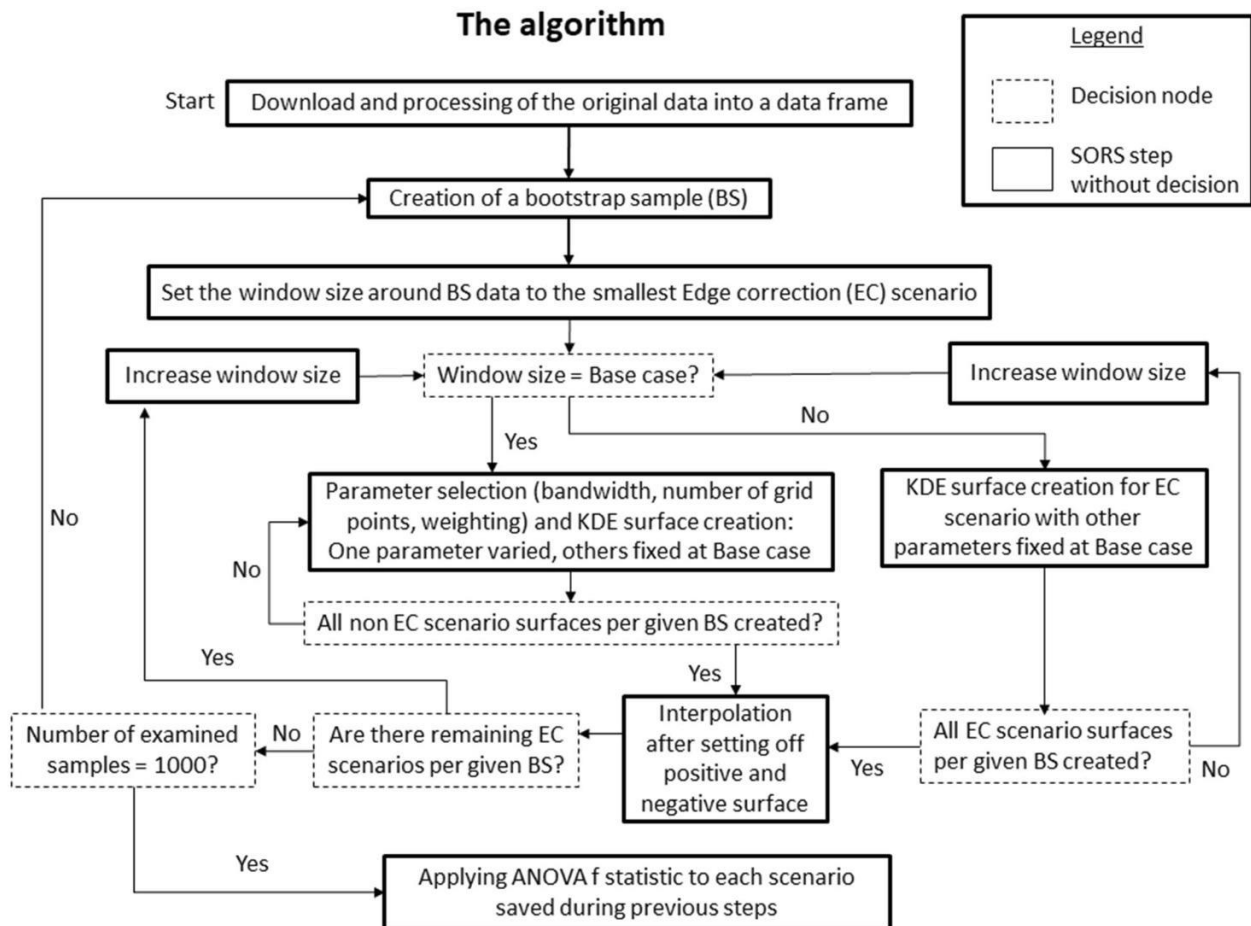 The algorithm
Legend
Decision node
SORS step
without decision
Start
Download and processing of the original data into a data frame
Creation of a bootstrap sample (BS)
Set the window size around BS data to the smallest Edge correction (EC) scenario
Increase window size
Window size = Base case?
Increase window size
Yes
No
Parameter selection (bandwidth, number of grid
points, weighting) and KDE surface creation:
One parameter varied, others fixed at Base case
KDE surface creation for EC
scenario with other
parameters fixed at Base case
No
No
All non EC scenario surfaces per given BS created?
Yes
Yes
Number of examined
samples = 1000?
No
Are there remaining EC
scenarios per given BS?
Interpolation
after setting off
positive and
negative surface
Yes
All EC scenario surfaces
per given BS created?
No
Yes
Applying ANOVA f statistic to each scenario
saved during previous steps